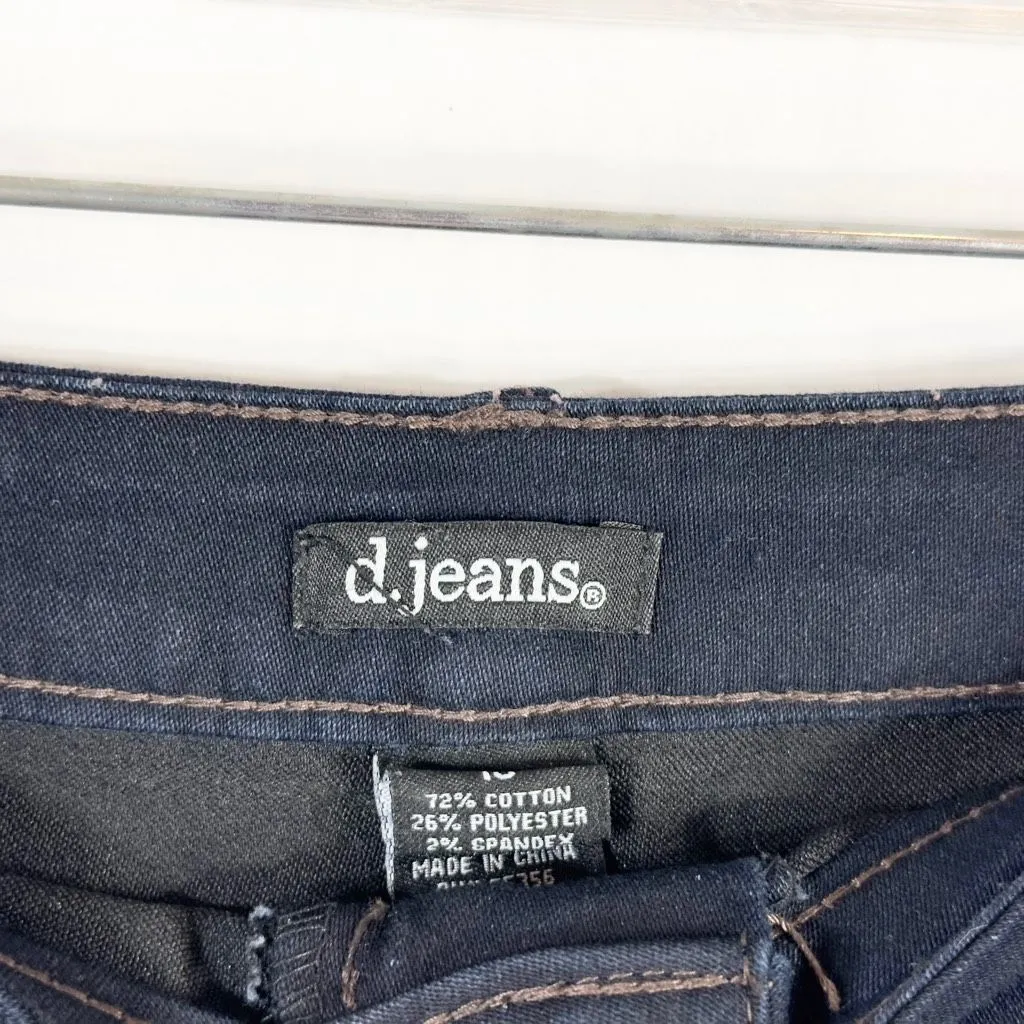 d.jeans®
72% COTTON
26% POLYESTER
2% SPANDEX
MADE IN CHINA